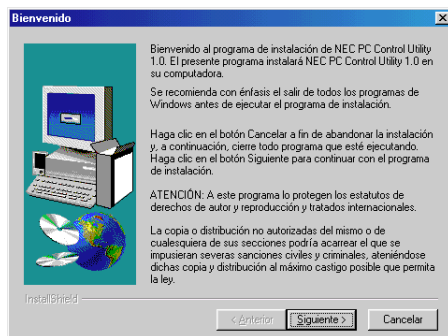 Bienvenido
Bienvenido al programa de instalación de NEC PC Control Utility
1.0. El presente programa instalará NEC PC Control Utility 1.0 en
su computadora.
Se recomienda con énfasis el salir de todos los programas de
Windows antes de ejecutar el programa de instalación.
Haga clic en el botón Cancelar a fin de abandonar la instalación
y, a continuación, cierre todo programa que esté ejecutando.
Haga clic en el botón Siguiente para continuar con el programa
de instalación.
ATENCIÓN: A este programa lo protegen los estatutos de
derechos de autor y reproducción y tratados internacionales.
La copia o distribución no autorizadas del mismo o de
cualesquiera de sus secciones podría acarrear el que se
impusieran severas sanciones civiles y criminales, ateniéndose
dichas copia y distribución al máximo castigo posible que permita
la ley.
InstallShield
< Anterior
Siguiente >
Cancelar